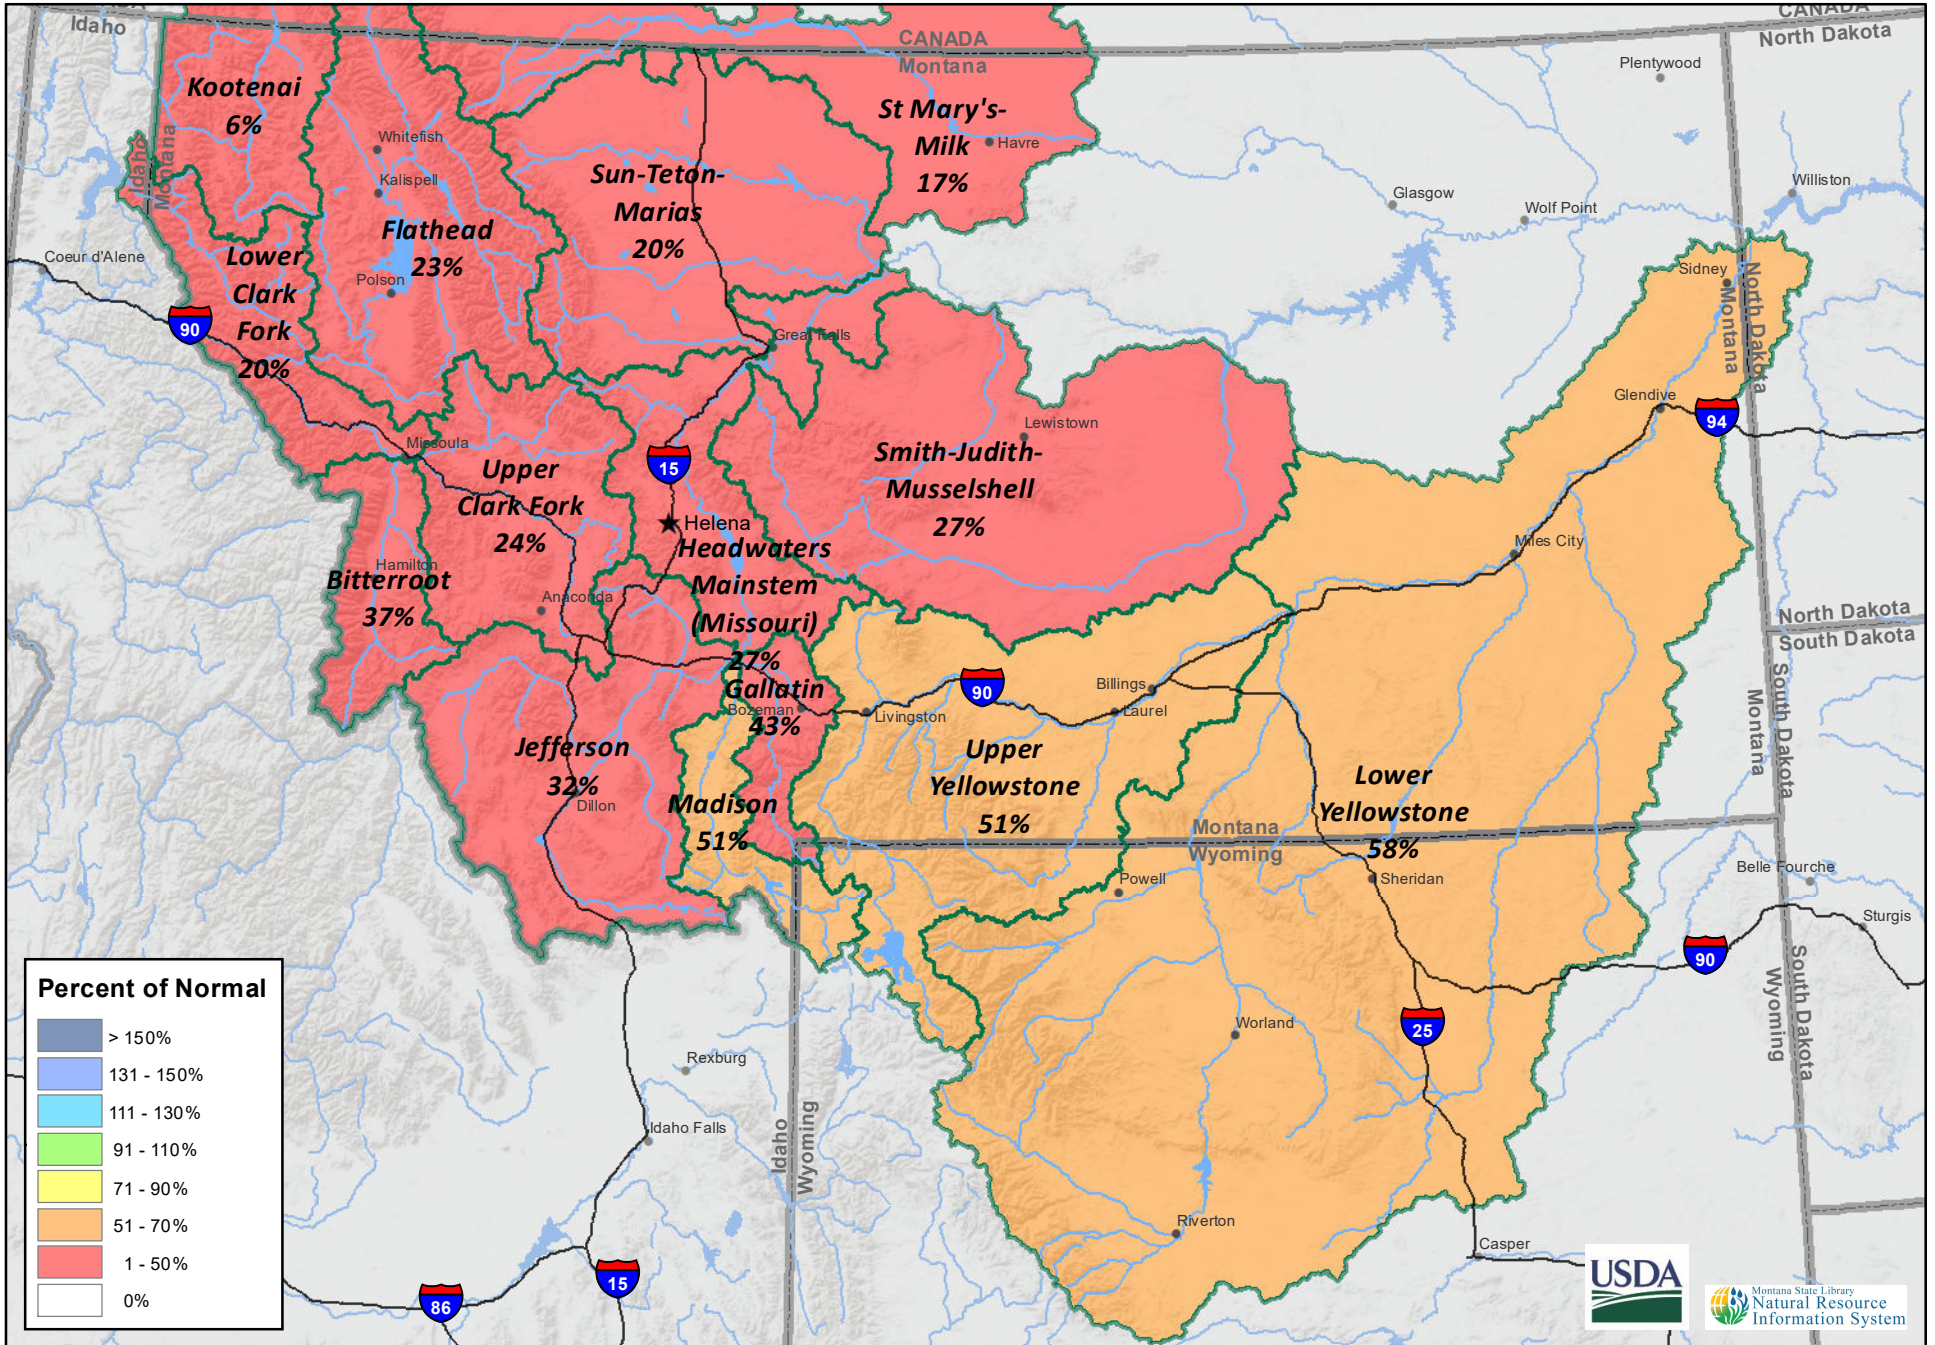 CANADA
Idaho
CANADA
Montana
CANADA
North Dakota
Plentywood
Kootenai
6%
Idaho
Montana
Whitefish
Kalispell
St Mary's-
Milk
17%
Havre
Sun-Teton-
Marias
20%
Glasgow
Wolf Point
Williston
Flathead
23%
Polson
Coeur d'Alene
Lower
Clark
Fork
20%
90
Sidney
Montana
North Dakota
Great Falls
Glendive
94
Missoula
Lewistown
Smith-Judith-
Musselshell
27%
Upper
Clark Fork
24%
15
Helena
Headwaters
Mainstem
(Missouri)
27%
Miles City
Hamilton
Bitterroot
37%
Anaconda
North Dakota
South Dakota
Gallatin
Bozeman
43%
Livingston
90
Billings
Laurel
Montana
South Dakota
Jefferson
32%
Dillon
Madison
51%
Upper
Yellowstone
51%
Lower
Yellowstone
58%
Montana
Wyoming
Powell
Sheridan
Belle Fourche
Sturgis
90
Wyoming
South Dakota
Worland
25
Rexburg
Idaho Falls
Idaho
Wyoming
Riverton
Casper
15
86
Percent of Normal
> 150%
131 - 150%
111 - 130%
91 - 110%
71 - 90%
51 - 70%
1 - 50%
0%
USDA
Montana State Library
Natural Resource
Information System